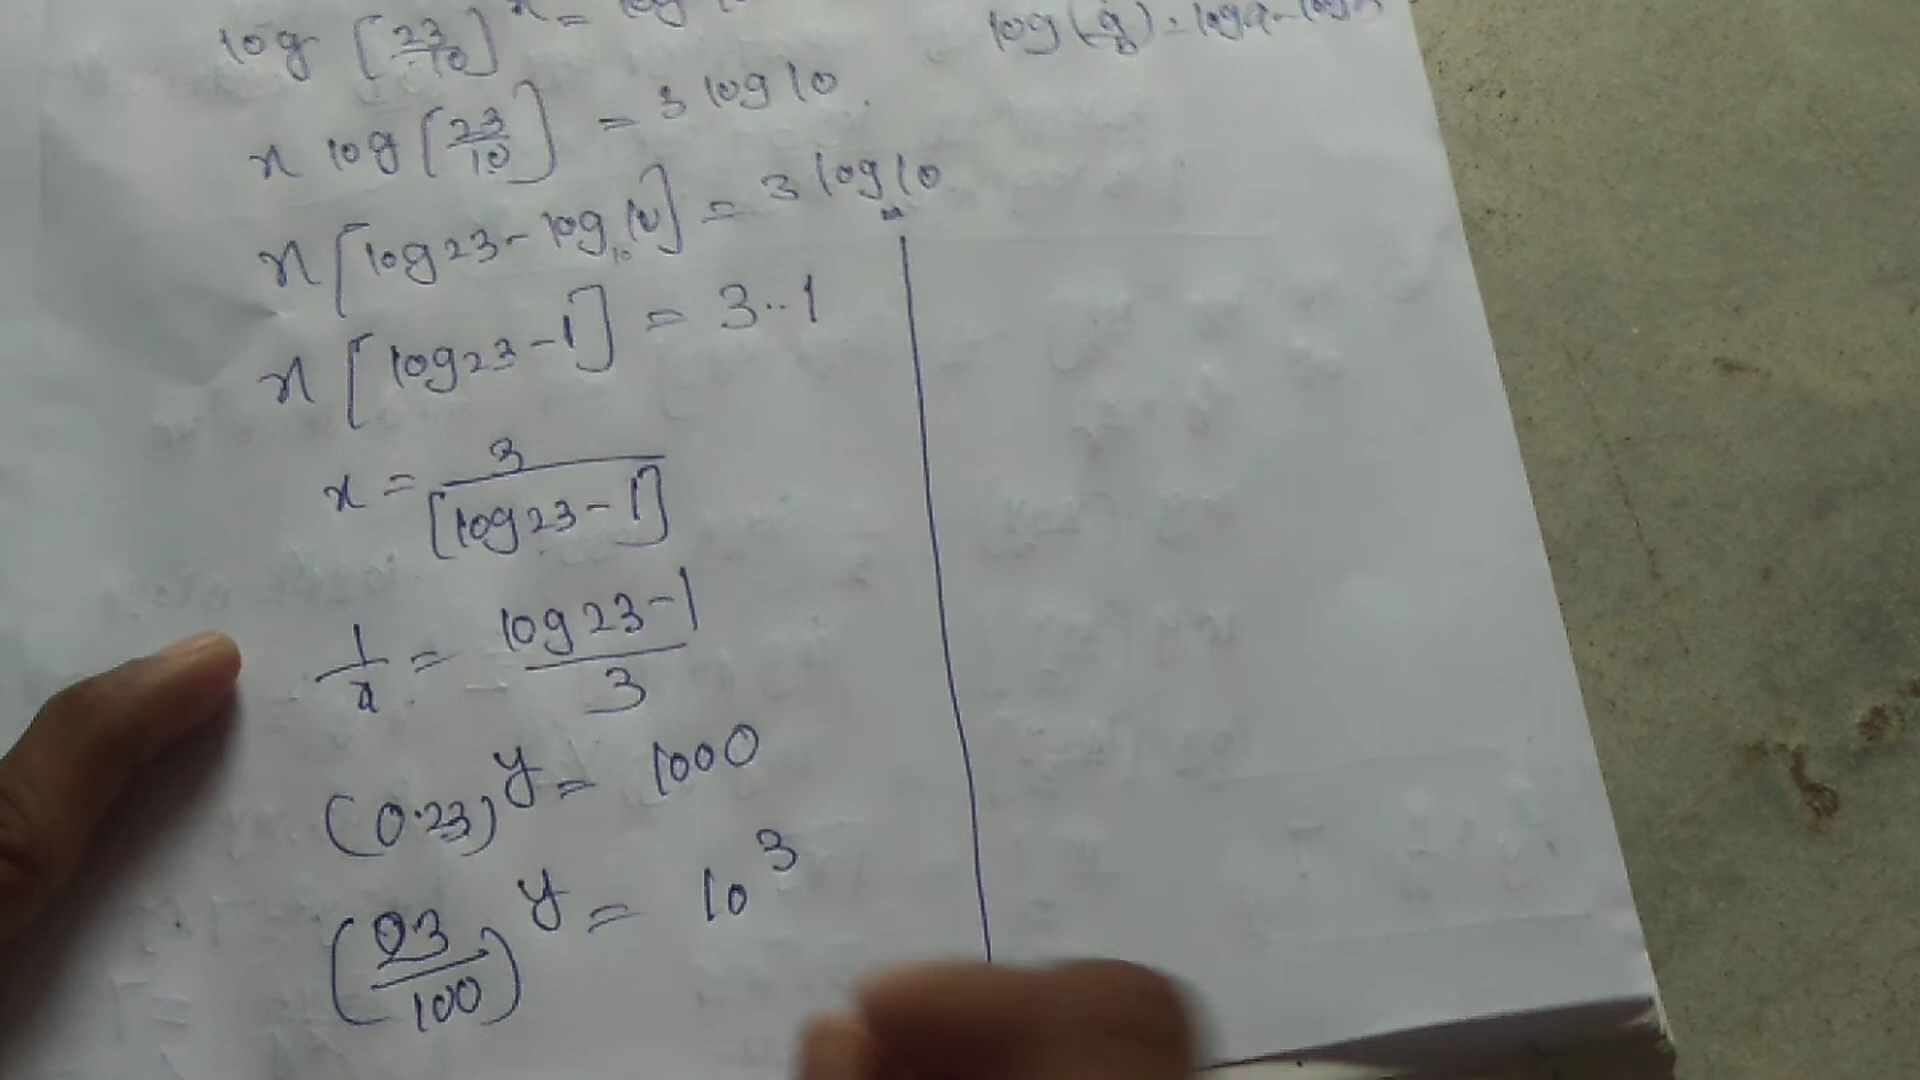 log [23/10]^x = log
log(a/b) = log a - log b
x log [23/10] = 3 log 10
x [log 23 - log₁₀ 10] = 3 log 10
x [log 23 - 1] = 3..1
x = 3/[log 23 - 1]
1/x = log 23 - 1/3
(0.23)^y = 1000
(23/100)^y = 10^3